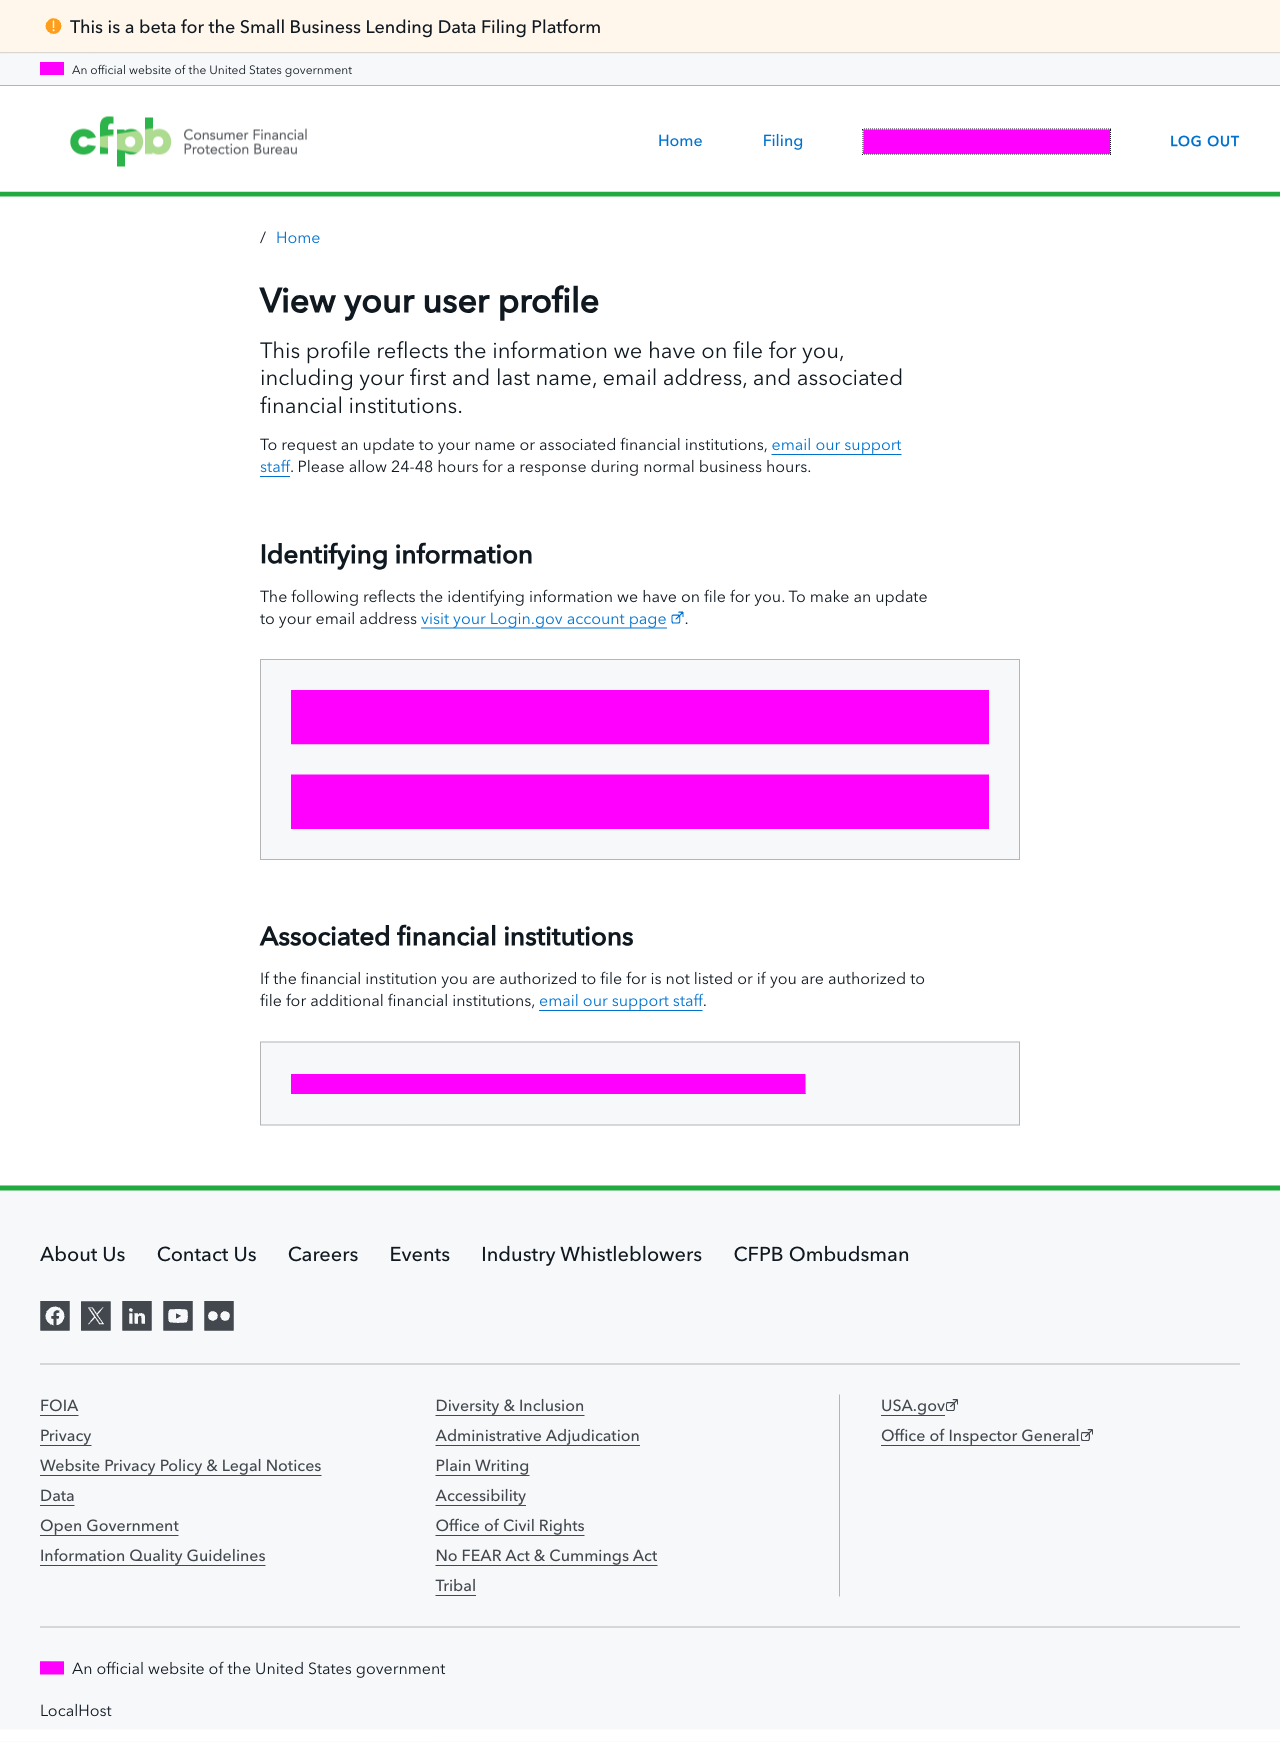 This is a beta for the Small Business Lending Data Filing Platform
An official website of the United States government
cfpb Consumer Financial
Protection Bureau
Home Filing LOG OUT
/ Home
View your user profile
This profile reflects the information we have on file for you,
including your first and last name, email address, and associated
financial institutions.
To request an update to your name or associated financial institutions, email our support
staff. Please allow 24-48 hours for a response during normal business hours.
Identifying information
The following reflects the identifying information we have on file for you. To make an update
to your email address visit your Login.gov account page.
Associated financial institutions
If the financial institution you are authorized to file for is not listed or if you are authorized to
file for additional financial institutions, email our support staff.
About Us Contact Us Careers Events Industry Whistleblowers CFPB Ombudsman
FOIA
Privacy
Website Privacy Policy & Legal Notices
Data
Open Government
Information Quality Guidelines
Diversity & Inclusion
Administrative Adjudication
Plain Writing
Accessibility
Office of Civil Rights
No FEAR Act & Cummings Act
Tribal
USA.gov
Office of Inspector General
An official website of the United States government
LocalHost